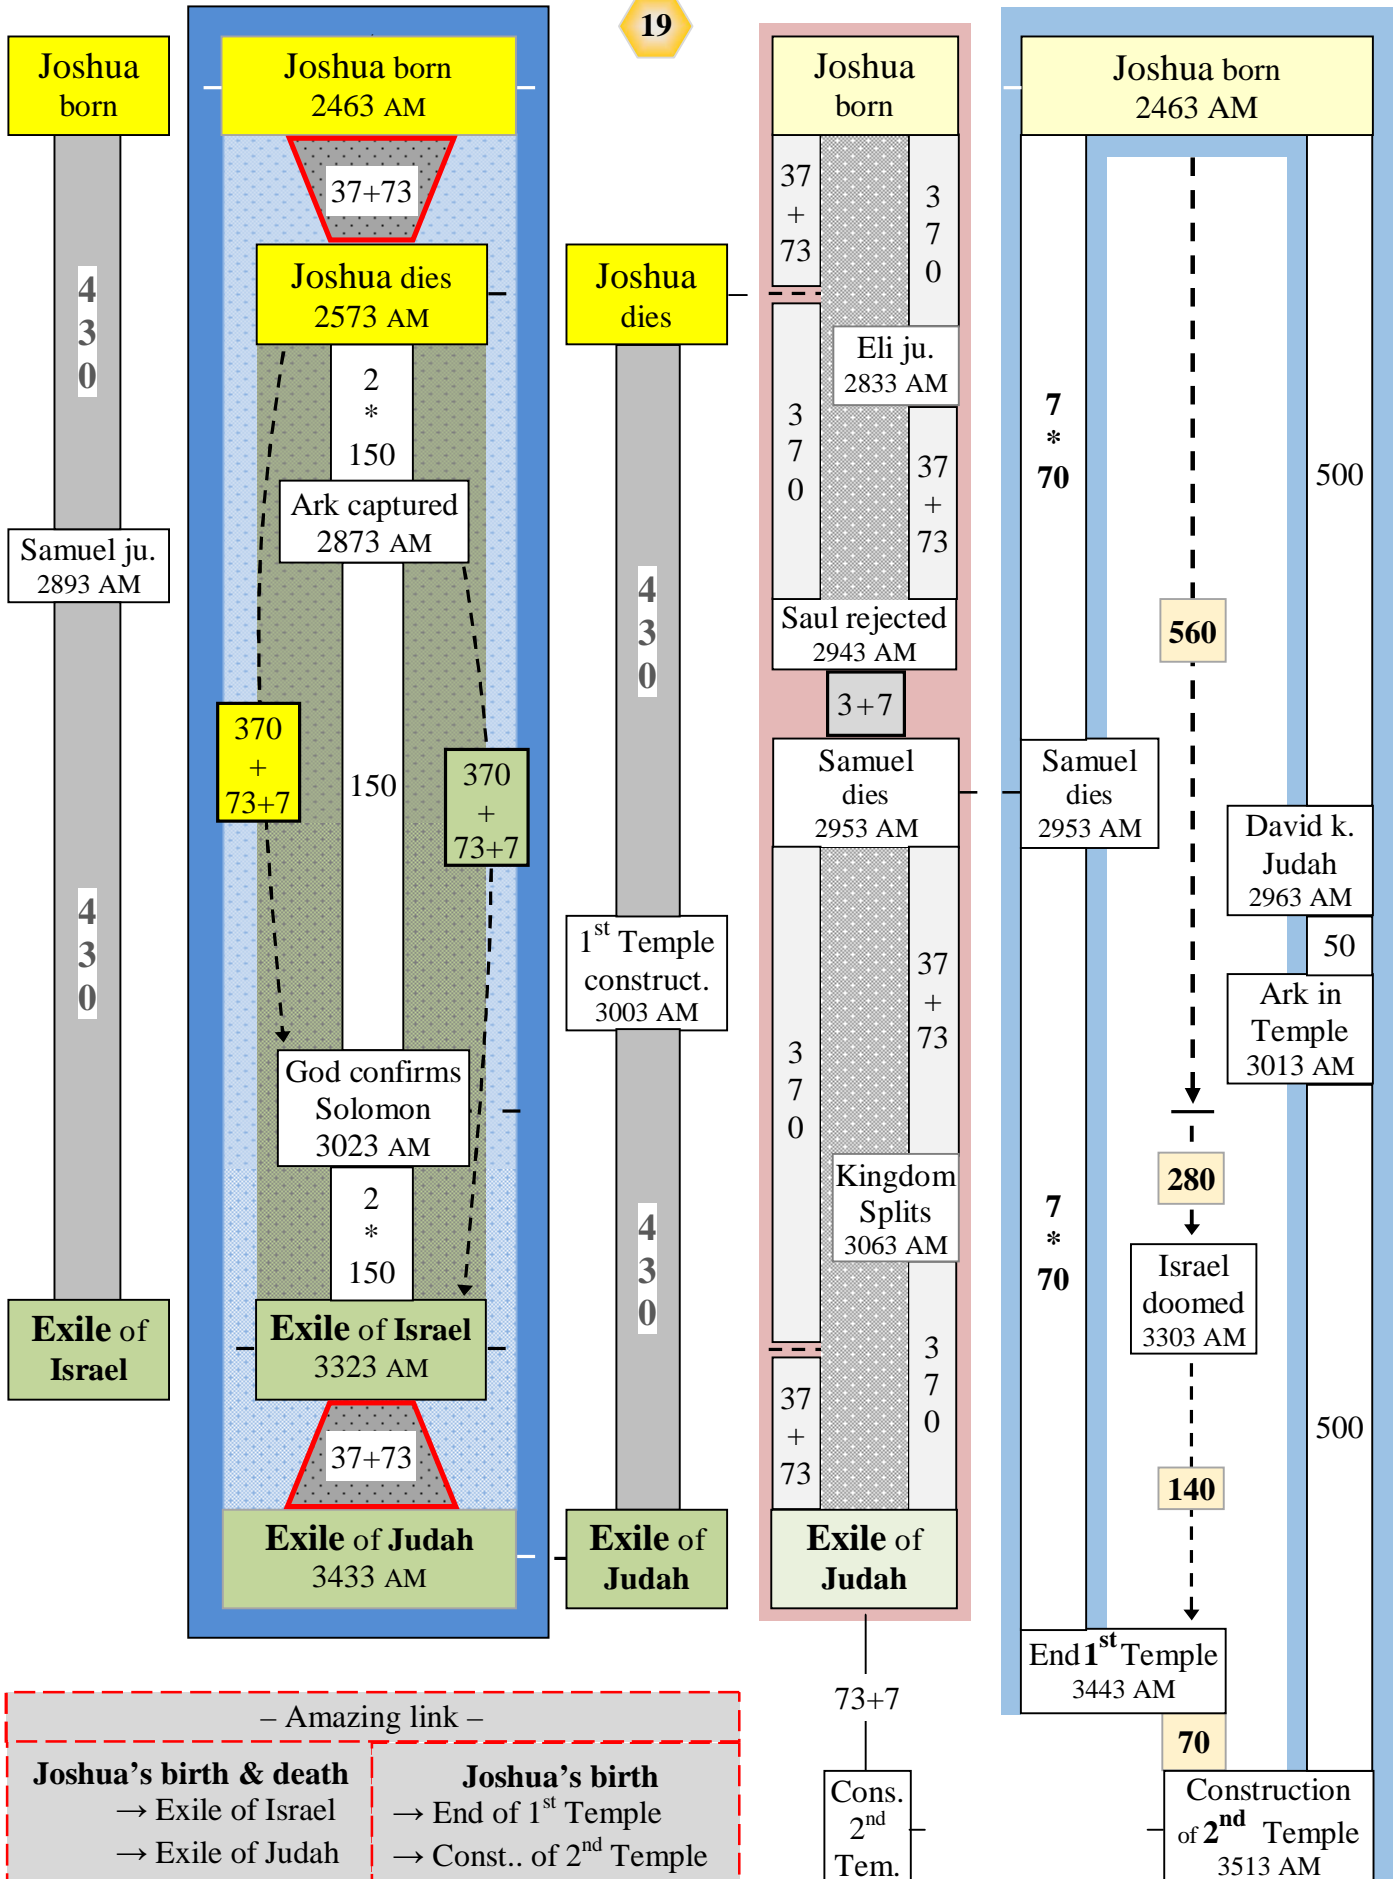 19
Joshua
born
4
3
0
Samuel ju.
2893 AM
4
3
0
Exile of
Israel
Joshua born
2463 AM
37+73
Joshua dies
2573 AM
2
*
150
Ark captured
2873 AM
370
+
73+7
150
370
+
73+7
God confirms
Solomon
3023 AM
2
*
150
Exile of Israel
3323 AM
37+73
Exile of Judah
3433 AM
Joshua
dies
4
3
0
1st Temple
construct.
3003 AM
4
3
0
Exile of
Judah
Joshua
born
37
+
73
3
7
0
Eli ju.
2833 AM
3
7
0
37
+
73
Saul rejected
2943 AM
3+7
Samuel
dies
2953 AM
3
7
0
37
+
73
Kingdom
Splits
3063 AM
37
+
73
3
7
0
Exile of
Judah
73+7
Cons.
2nd
Tem.
Joshua born
2463 AM
7
*
70
560
500
Samuel
dies
2953 AM
David k.
Judah
2963 AM
50
Ark in
Temple
3013 AM
7
*
70
280
Israel
doomed
3303 AM
140
500
End 1st Temple
3443 AM
70
Construction
of 2nd Temple
3513 AM
– Amazing link –
Joshua's birth & death
→ Exile of Israel
→ Exile of Judah
Joshua's birth
→ End of 1st Temple
→ Const.. of 2nd Temple